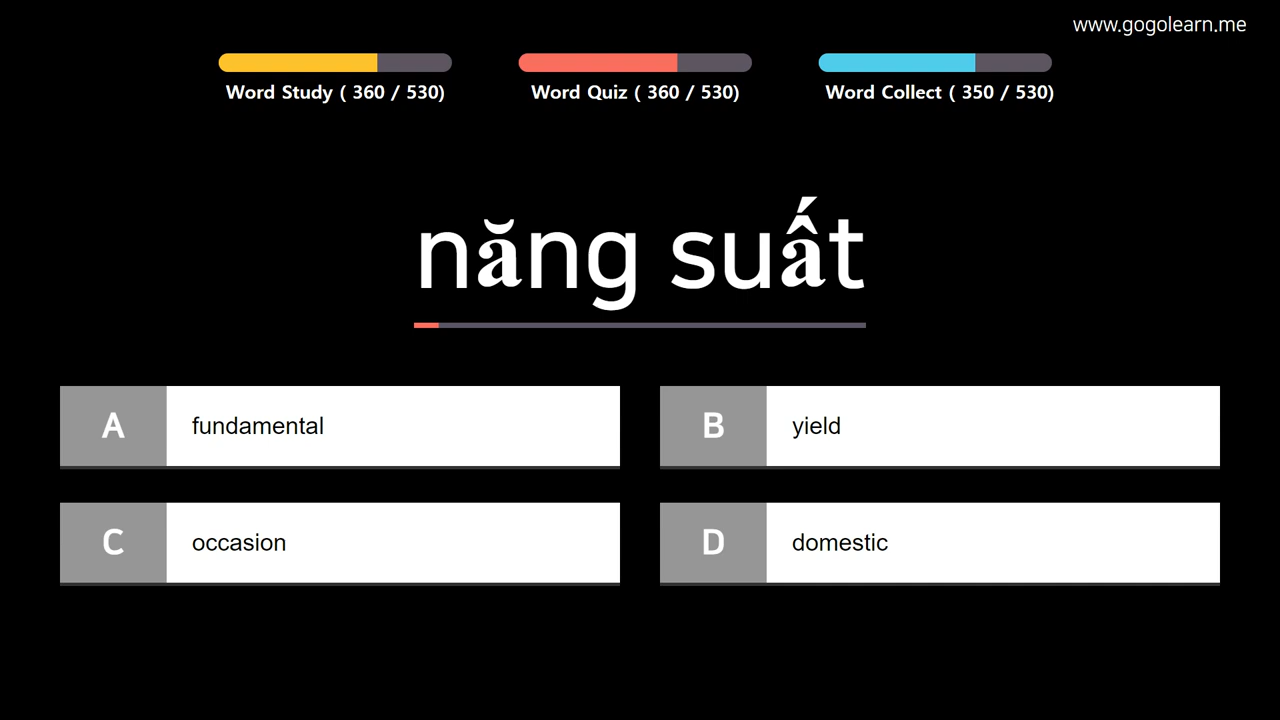 www.gogolearn.me
Word Study ( 360 / 530)
Word Quiz ( 360 / 530)
Word Collect ( 350 / 530)
năng suất
A fundamental
B yield
C occasion
D domestic